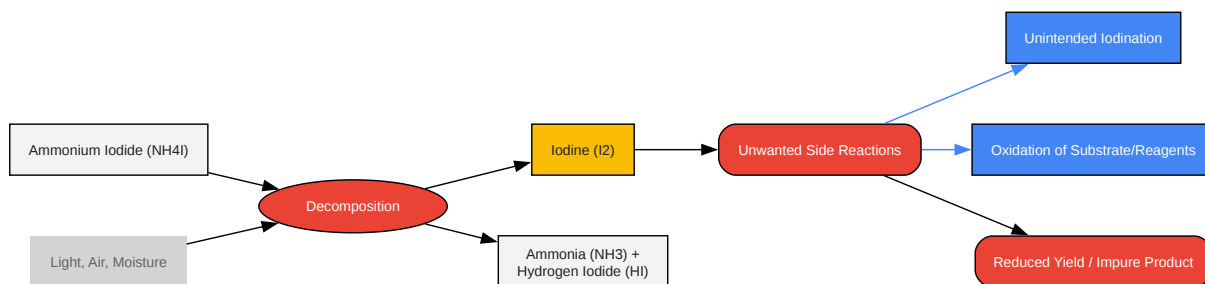 Ammonium Iodide (NH4I)
Light, Air, Moisture
Decomposition
Iodine (I2)
Ammonia (NH3) +
Hydrogen Iodide (HI)
Unwanted Side Reactions
Unintended Iodination
Oxidation of Substrate/Reagents
Reduced Yield / Impure Product